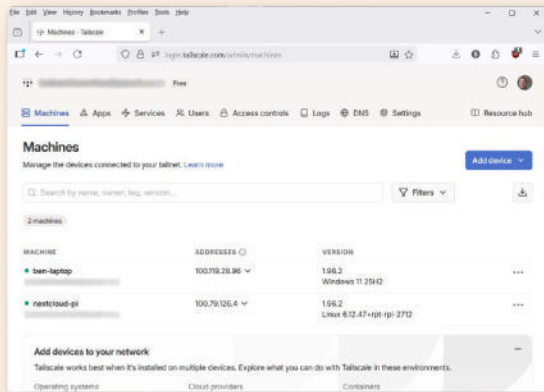 File Edit View History Bookmarks Profiles Tools Help
Machines - Tailscale
login.tailscale.com/admin/machines
Free
Machines Apps Services Users Access controls Logs DNS Settings Resource hub
Machines
Manage the devices connected to your tailnet. Learn more
Add device
Search by name, owner, tag, version...
Filters
2 machines
MACHINE ADDRESSES VERSION
ben-laptop 100.119.28.96 1.96.2
Windows 11 25H2
nextcloud-pi 100.79.126.4 1.96.2
Linux 6.12.47+rpt-rpi-2712
Add devices to your network
Tailscale works best when it's installed on multiple devices. Explore what you can do with Tailscale in these environments.
Operating systems Cloud providers Containers